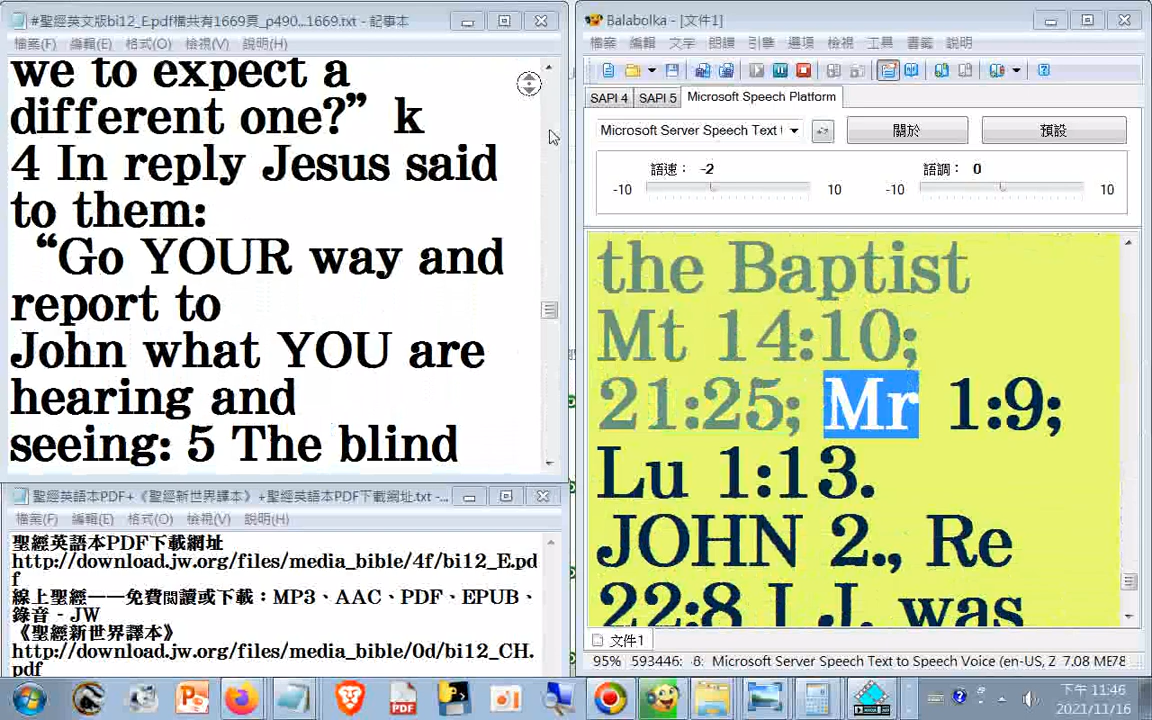 #聖經英文版bi12_E.pdf檔共有1669頁_p490...1669.txt - 記事本
檔案(F) 編輯(E) 格式(O) 檢視(V) 說明(H)
we to expect a
different one?” k
4 In reply Jesus said
to them:
“Go YOUR way and
report to
John what YOU are
hearing and
seeing: 5 The blind
聖經英語本PDF+《聖經新世界譯本》+聖經英語本PDF下載網址.txt - ...
檔案(F) 編輯(E) 格式(O) 檢視(V) 說明(H)
聖經英語本PDF下載網址
http://download.jw.org/files/media_bible/4f/bi12_E.pd
f
線上聖經——免費閱讀或下載：MP3、AAC、PDF、EPUB、
錄音 - JW
《聖經新世界譯本》
http://download.jw.org/files/media_bible/0d/bi12_CH.
pdf
Balabolka - [文件1]
檔案 編輯 文字 朗讀 引擎 選項 檢視 工具 書籤 說明
SAPI 4 SAPI 5 Microsoft Speech Platform
Microsoft Server Speech Text 關於 預設
語速： -2 語調： 0
-10 10 -10 10
the Baptist
Mt 14:10;
21:25; Mr 1:9;
Lu 1:13.
JOHN 2., Re
22:8 I J. was
文件1
95% 593446: 8: Microsoft Server Speech Text to Speech Voice (en-US, Z 7.08 ME78
PDF
下午 11:46
2021/11/16